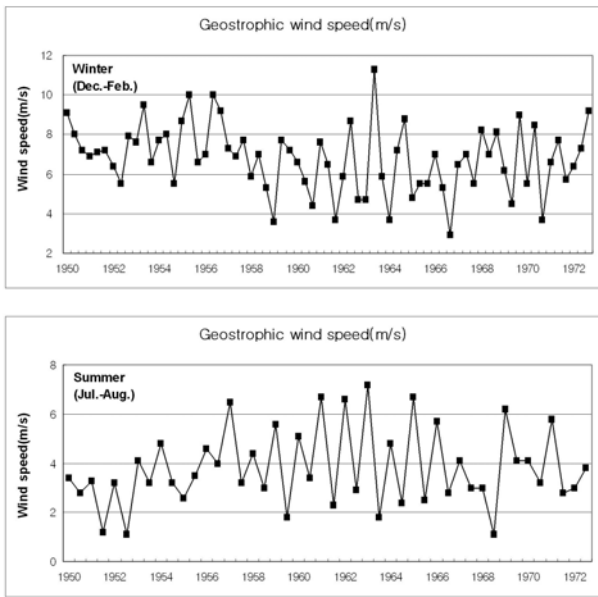 Geostrophic wind speed(m/s)
12
10
8
6
4
2
Wind speed(m/s)
Winter
(Dec.-Feb.)
1950 1952 1954 1956 1958 1960 1962 1964 1966 1968 1970 1972
Geostrophic wind speed(m/s)
8
6
4
2
0
Wind speed(m/s)
Summer
(Jul.-Aug.)
1950 1952 1954 1956 1958 1960 1962 1964 1966 1968 1970 1972